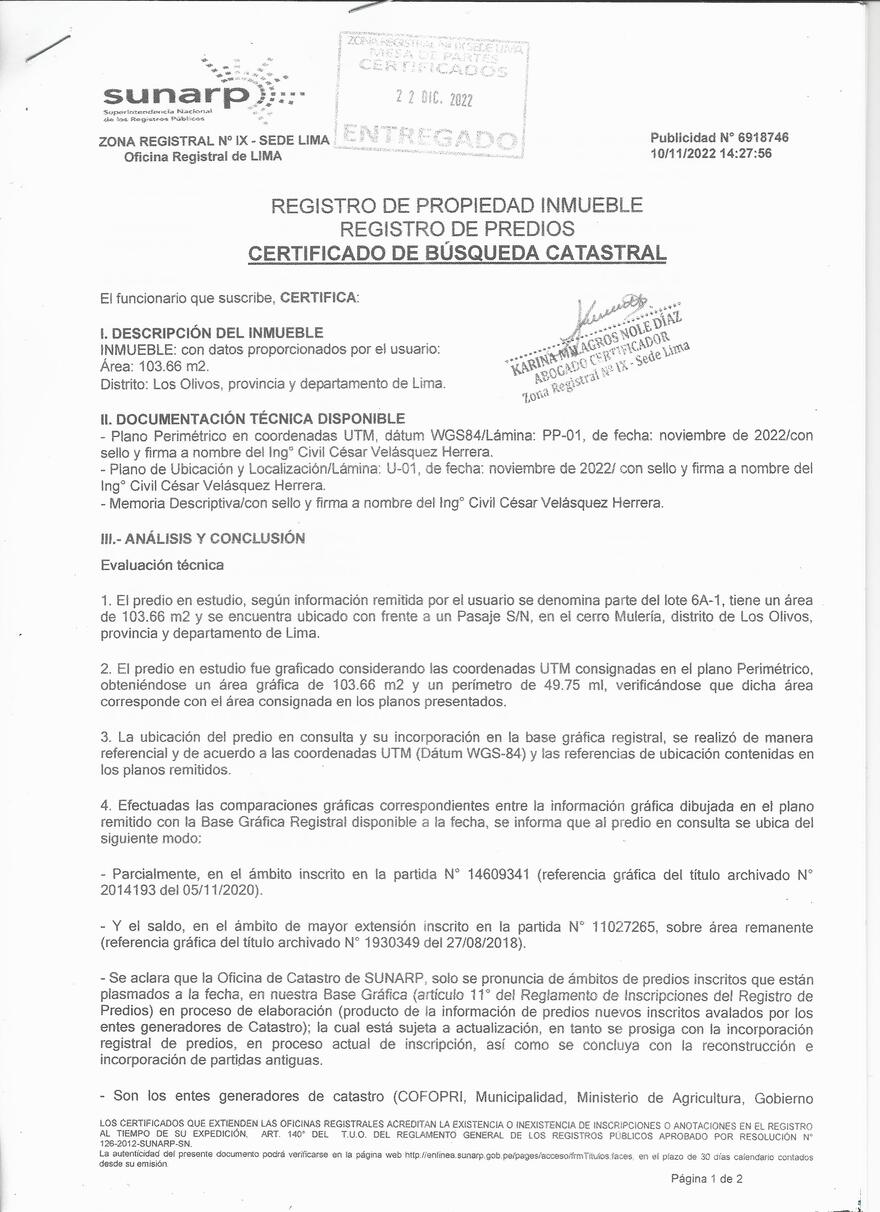 ZONA REGISTRAL Nº IX SEDE LIMA
MESA DE PARTES
CERTIFICADOS
22 DIC. 2022
ENTREGADO
sunarp
Superintendencia Nacional
de los Registros Públicos
ZONA REGISTRAL Nº IX - SEDE LIMA
Oficina Registral de LIMA
Publicidad N° 6918746
10/11/2022 14:27:56
REGISTRO DE PROPIEDAD INMUEBLE
REGISTRO DE PREDIOS
CERTIFICADO DE BÚSQUEDA CATASTRAL
El funcionario que suscribe, CERTIFICA:
I. DESCRIPCIÓN DEL INMUEBLE
INMUEBLE: con datos proporcionados por el usuario:
Área: 103.66 m2.
Distrito: Los Olivos, provincia y departamento de Lima.
KARINA MILAGROS NOLE DÍAZ
ABOGADO CERTIFICADOR
Zona Registral Nº IX - Sede Lima
II. DOCUMENTACIÓN TÉCNICA DISPONIBLE
- Plano Perimétrico en coordenadas UTM, dátum WGS84/Lámina: PP-01, de fecha: noviembre de 2022/con
sello y firma a nombre del Ing° Civil César Velásquez Herrera.
- Plano de Ubicación y Localización/Lámina: U-01, de fecha: noviembre de 2022/ con sello y firma a nombre del
Ing° Civil César Velásquez Herrera.
- Memoria Descriptiva/con sello y firma a nombre del Ing° Civil César Velásquez Herrera.
III.- ANÁLISIS Y CONCLUSIÓN
Evaluación técnica
1. El predio en estudio, según información remitida por el usuario se denomina parte del lote 6A-1, tiene un área
de 103.66 m2 y se encuentra ubicado con frente a un Pasaje S/N, en el cerro Mulería, distrito de Los Olivos,
provincia y departamento de Lima.
2. El predio en estudio fue graficado considerando las coordenadas UTM consignadas en el plano Perimétrico,
obteniéndose un área gráfica de 103.66 m2 y un perímetro de 49.75 ml, verificándose que dicha área
corresponde con el área consignada en los planos presentados.
3. La ubicación del predio en consulta y su incorporación en la base gráfica registral, se realizó de manera
referencial y de acuerdo a las coordenadas UTM (Dátum WGS-84) y las referencias de ubicación contenidas en
los planos remitidos.
4. Efectuadas las comparaciones gráficas correspondientes entre la información gráfica dibujada en el plano
remitido con la Base Gráfica Registral disponible a la fecha, se informa que al predio en consulta se ubica del
siguiente modo:
- Parcialmente, en el ámbito inscrito en la partida N° 14609341 (referencia gráfica del título archivado N°
2014193 del 05/11/2020).
- Y el saldo, en el ámbito de mayor extensión inscrito en la partida N° 11027265, sobre área remanente
(referencia gráfica del título archivado N° 1930349 del 27/08/2018).
- Se aclara que la Oficina de Catastro de SUNARP, solo se pronuncia de ámbitos de predios inscritos que están
plasmados a la fecha, en nuestra Base Gráfica (artículo 11° del Reglamento de Inscripciones del Registro de
Predios) en proceso de elaboración (producto de la información de predios nuevos inscritos avalados por los
entes generadores de Catastro); la cual está sujeta a actualización, en tanto se prosiga con la incorporación
registral de predios, en proceso actual de inscripción, así como se concluya con la reconstrucción e
incorporación de partidas antiguas.
- Son los entes generadores de catastro (COFOPRI, Municipalidad, Ministerio de Agricultura, Gobierno
LOS CERTIFICADOS QUE EXTIENDEN LAS OFICINAS REGISTRALES ACREDITAN LA EXISTENCIA O INEXISTENCIA DE INSCRIPCIONES O ANOTACIONES EN EL REGISTRO
AL TIEMPO DE SU EXPEDICIÓN, ART. 140° DEL T.U.O. DEL REGLAMENTO GENERAL DE LOS REGISTROS PÚBLICOS APROBADO POR RESOLUCIÓN N°
126-2012-SUNARP-SN.
La autenticidad del presente documento podrá verificarse en la página web http://enlinea.sunarp.gob.pe/pages/acceso/frmTitulos.faces, en el plazo de 30 días calendario contados
desde su emisión.
Página 1 de 2